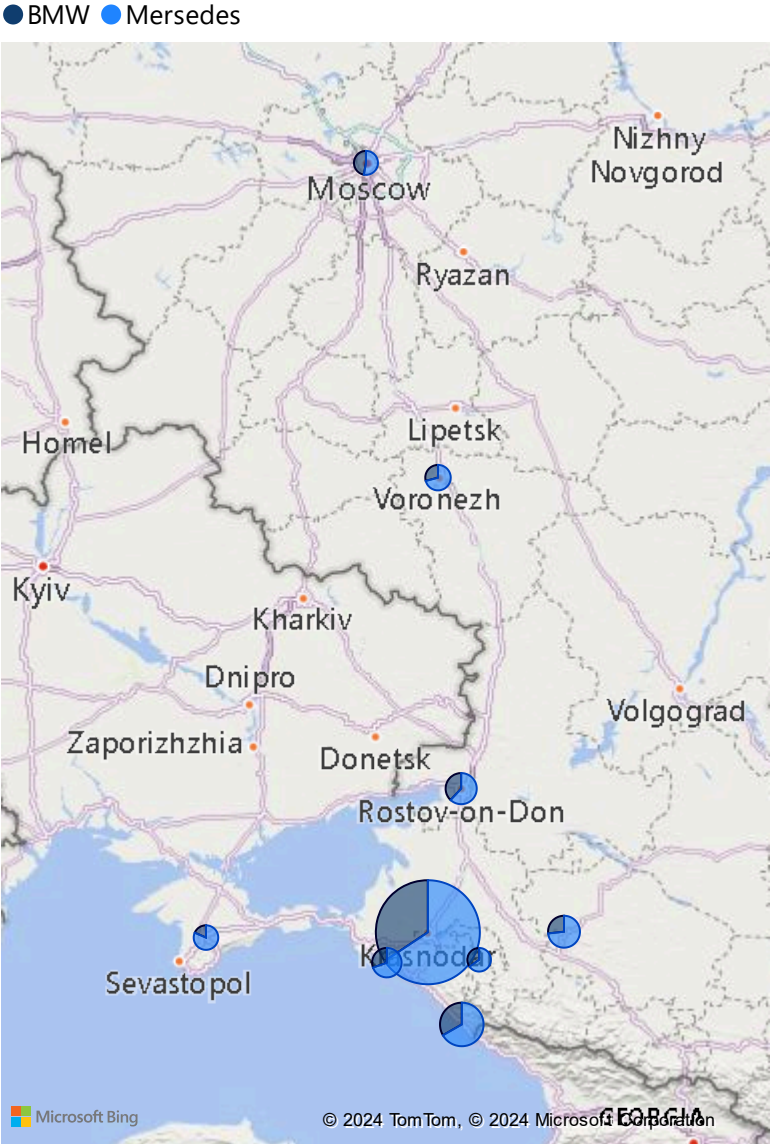 BMW Mersedes
Nizhny
Novgorod
Moscow
Ryazan
Lipetsk
Homel
Voronezh
Kyiv
Kharkiv
Dnipro
Volgograd
Zaporizhzhia
Donetsk
Rostov-on-Don
Krasnodar
Sevastopol
Microsoft Bing
© 2024 TomTom, © 2024 Microsoft Corporation
GEORGIA